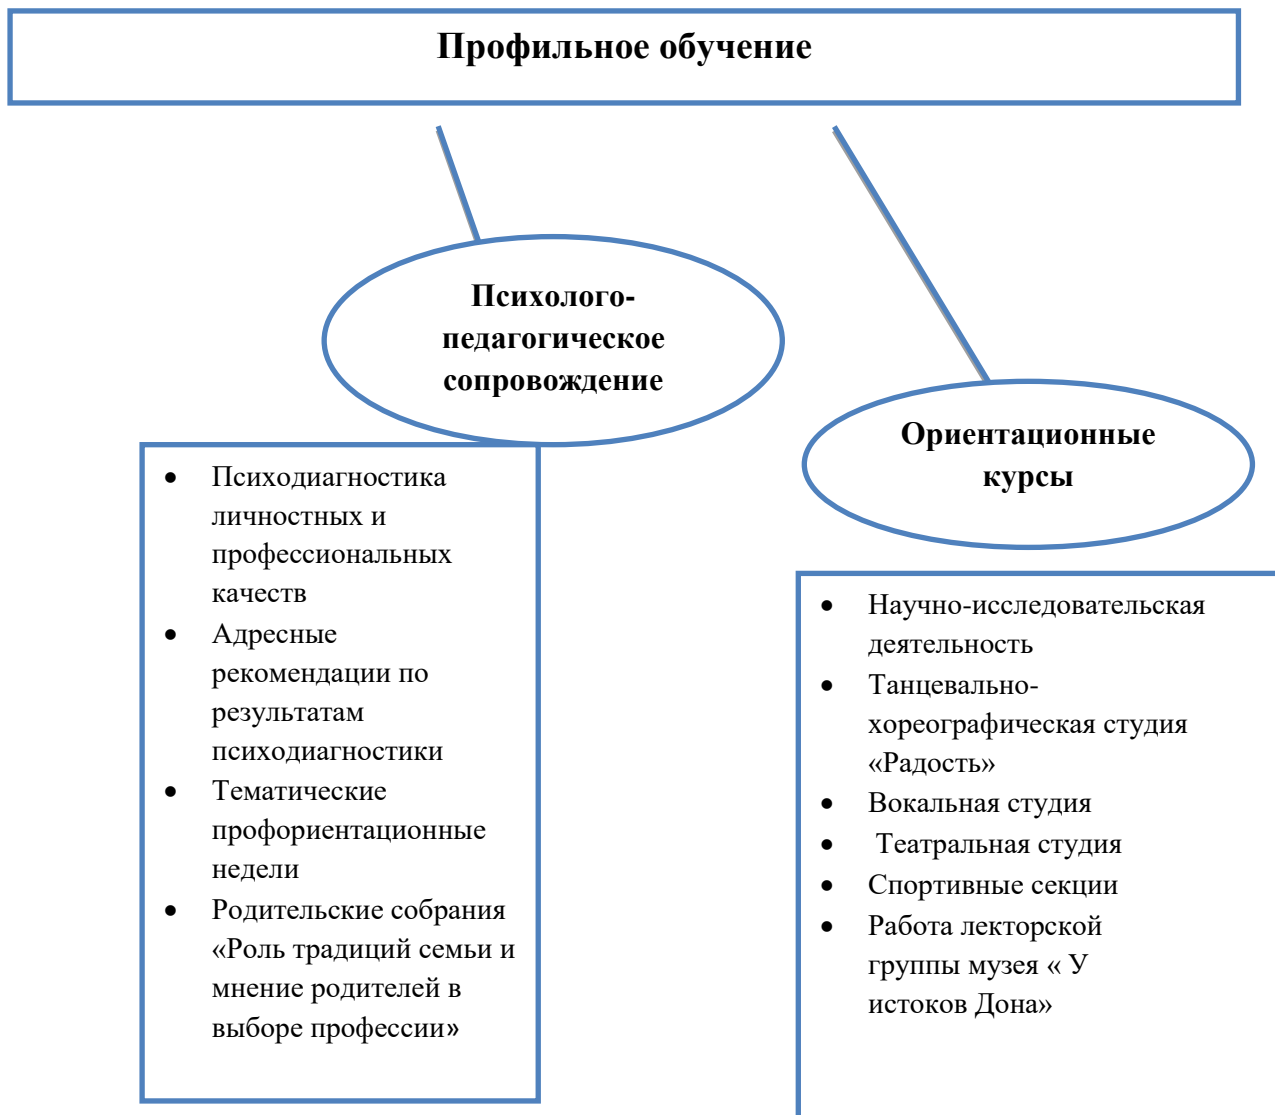 Профильное обучение
Психолого-
педагогическое
сопровождение
Ориентационные
курсы
• Психодиагностика
личностных и
профессиональных
качеств
• Адресные
рекомендации по
результатам
психодиагностики
• Тематические
профориентационные
недели
• Родительские собрания
«Роль традиций семьи и
мнение родителей в
выборе профессии»
• Научно-исследовательская
деятельность
• Танцевально-
хореографическая студия
«Радость»
• Вокальная студия
• Театральная студия
• Спортивные секции
• Работа лекторской
группы музея « У
истоков Дона»